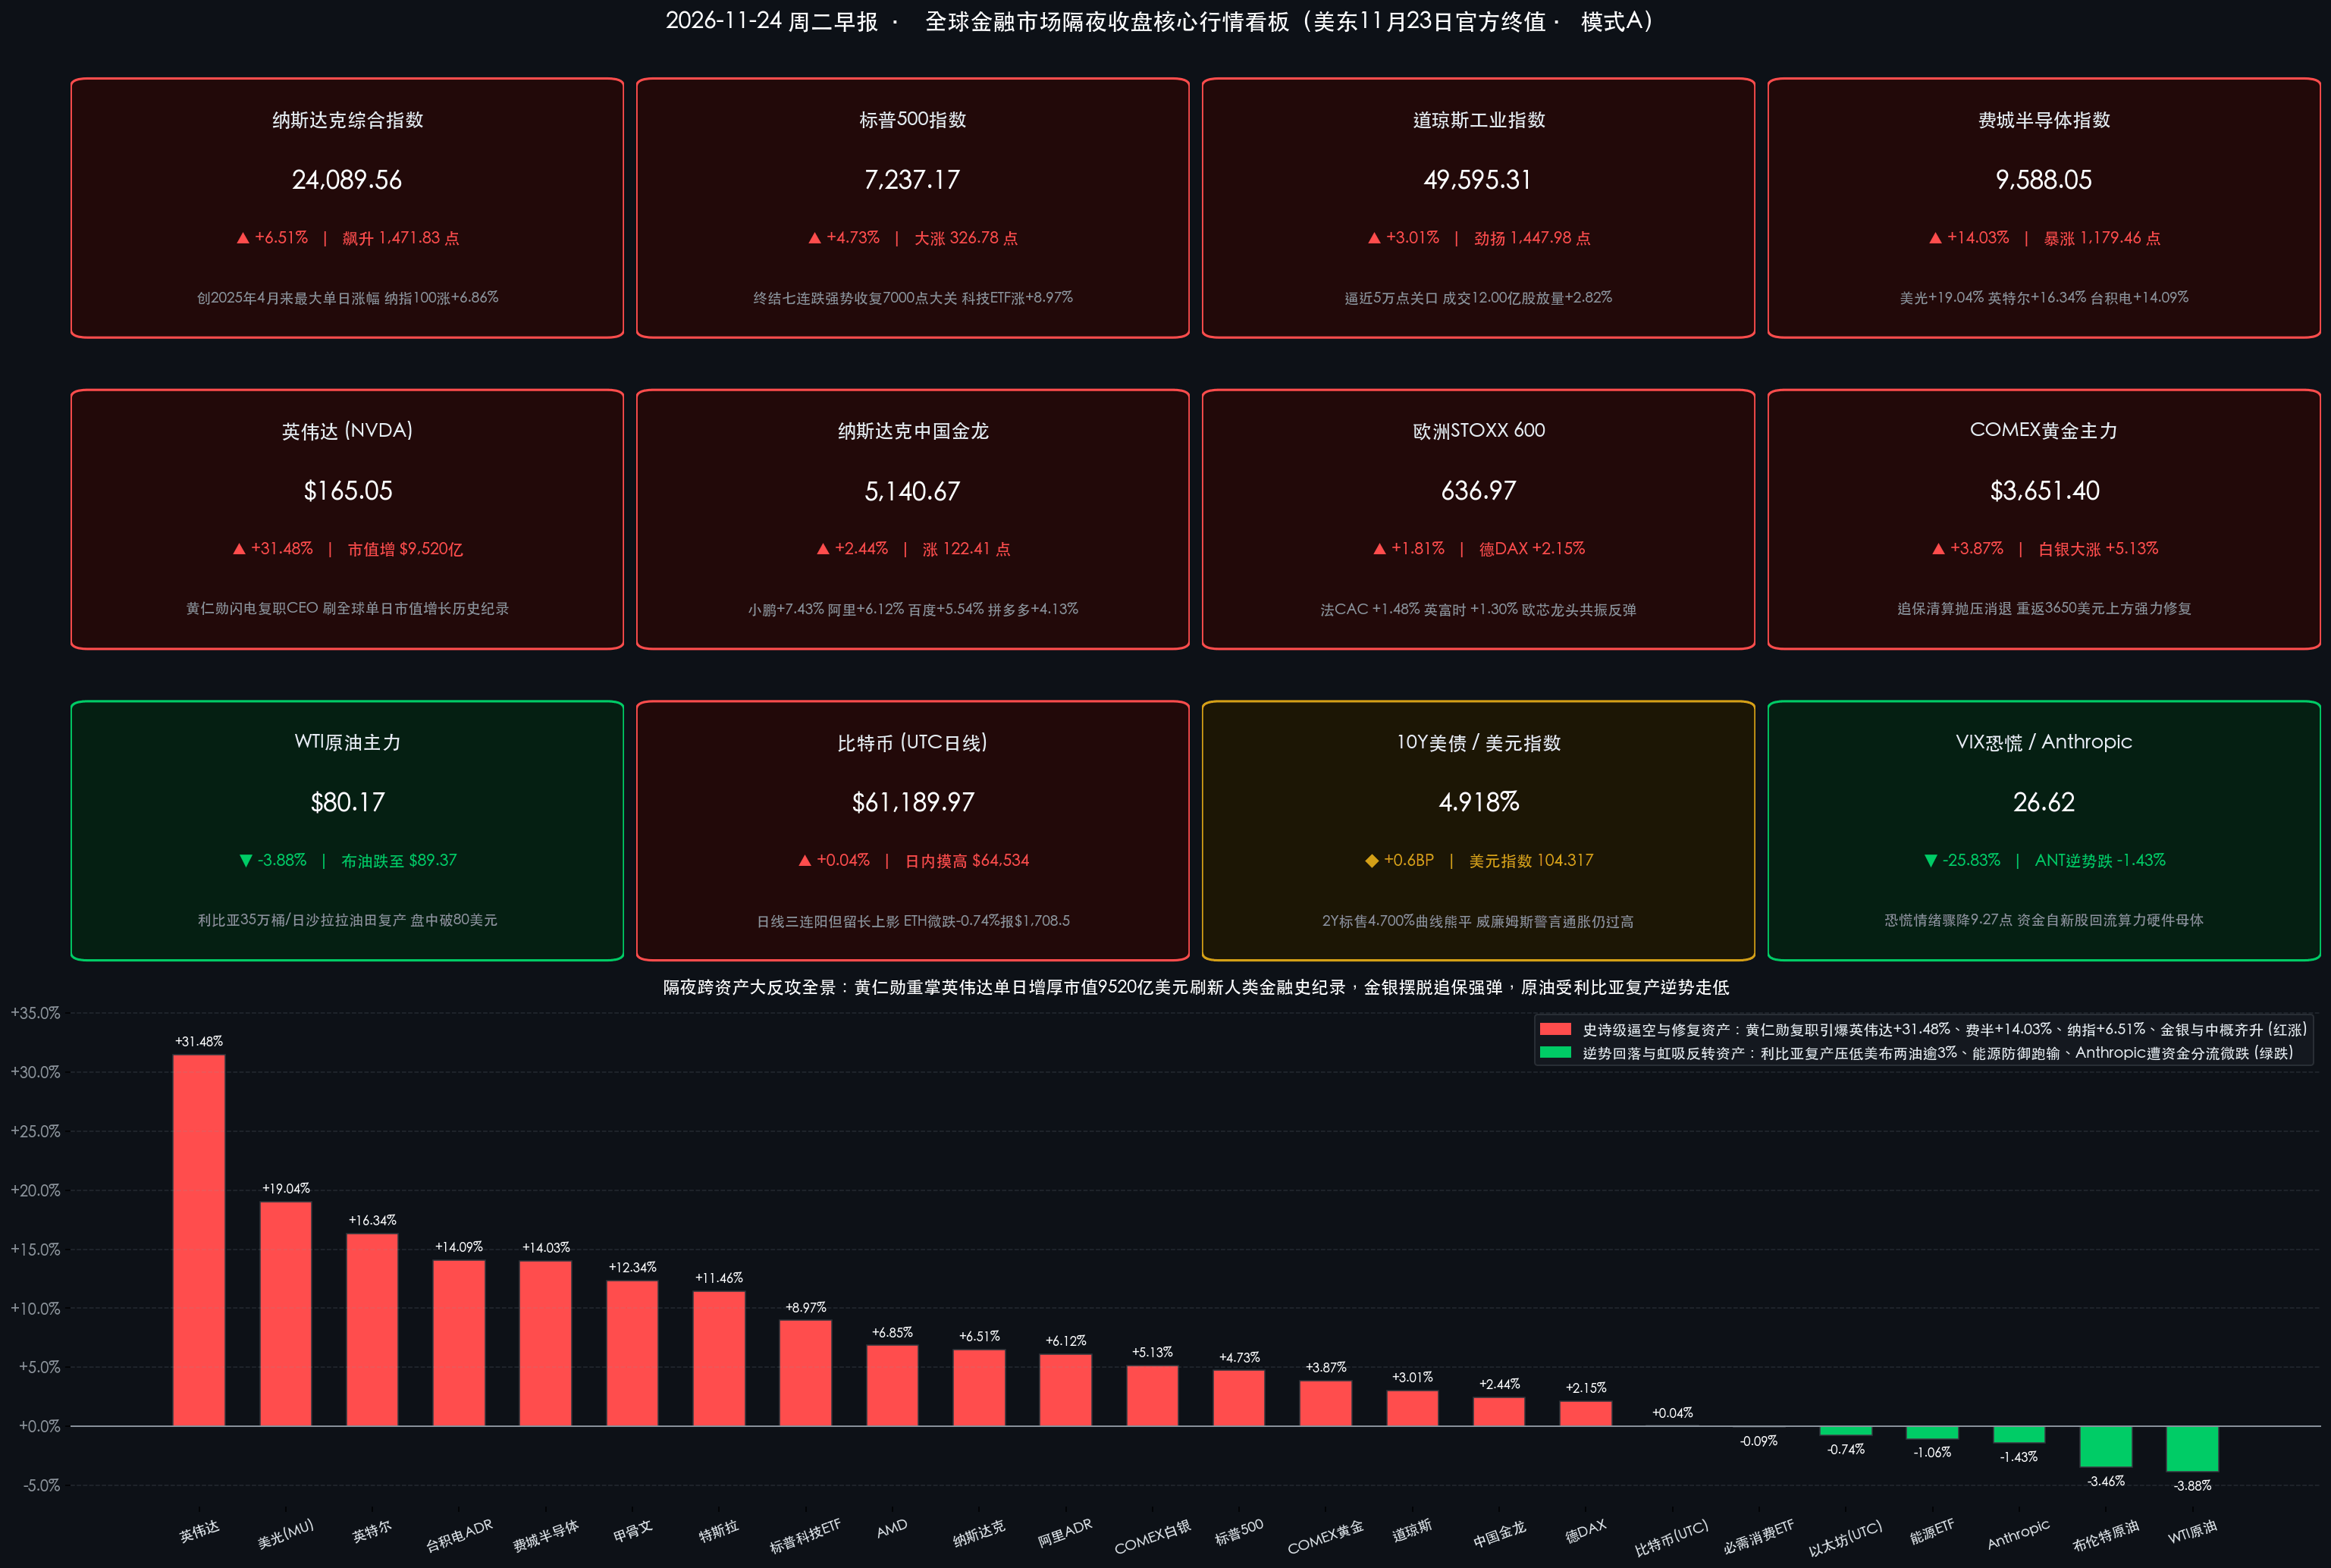 2026-11-24 周二早报 · 全球金融市场隔夜收盘核心行情看板（美东11月23日官方终值 · 模式A）
纳斯达克综合指数
24,089.56
▲ +6.51% | 飙升 1,471.83 点
创2025年4月来最大单日涨幅 纳指100涨+6.86%
标普500指数
7,237.17
▲ +4.73% | 大涨 326.78 点
终结七连跌强势收复7000点大关 科技ETF涨+8.97%
道琼斯工业指数
49,595.31
▲ +3.01% | 劲扬 1,447.98 点
逼近5万点关口 成交12.00亿股放量+2.82%
费城半导体指数
9,588.05
▲ +14.03% | 暴涨 1,179.46 点
美光+19.04% 英特尔+16.34% 台积电+14.09%
英伟达 (NVDA)
$165.05
▲ +31.48% | 市值增 $9,520亿
黄仁勋闪电复职CEO 刷全球单日市值增长历史纪录
纳斯达克中国金龙
5,140.67
▲ +2.44% | 涨 122.41 点
小鹏+7.43% 阿里+6.12% 百度+5.54% 拼多多+4.13%
欧洲STOXX 600
636.97
▲ +1.81% | 德DAX +2.15%
法CAC +1.48% 英富时 +1.30% 欧芯龙头共振反弹
COMEX黄金主力
$3,651.40
▲ +3.87% | 白银大涨 +5.13%
追保清算抛压消退 重返3650美元上方强力修复
WTI原油主力
$80.17
▼ -3.88% | 布油跌至 $89.37
利比亚35万桶/日沙拉拉油田复产 盘中破80美元
比特币 (UTC日线)
$61,189.97
▲ +0.04% | 日内摸高 $64,534
日线三连阳但留长上影 ETH微跌-0.74%报$1,708.5
10Y美债 / 美元指数
4.918%
◆ +0.6BP | 美元指数 104.317
2Y标售4.700%曲线熊平 威廉姆斯警言通胀仍过高
VIX恐慌 / Anthropic
26.62
▼ -25.83% | ANT逆势跌 -1.43%
恐慌情绪骤降9.27点 资金自新股回流算力硬件母体
隔夜跨资产大反攻全景：黄仁勋重掌英伟达单日增厚市值9520亿美元刷新人类金融史纪录，金银摆脱追保强弹，原油受利比亚复产逆势走低
史诗级逼空与修复资产：黄仁勋复职引爆英伟达+31.48%、费半+14.03%、纳指+6.51%、金银与中概齐升 (红涨)
逆势回落与虹吸反转资产：利比亚复产压低美布两油逾3%、能源防御跑输、Anthropic遭资金分流微跌 (绿跌)
+35.0%
+30.0%
+25.0%
+20.0%
+15.0%
+10.0%
+5.0%
+0.0%
-5.0%
+31.48%
+19.04%
+16.34%
+14.09%
+14.03%
+12.34%
+11.46%
+8.97%
+6.85%
+6.51%
+6.12%
+5.13%
+4.73%
+3.87%
+3.01%
+2.44%
+2.15%
+0.04%
-0.09%
-0.74%
-1.06%
-1.43%
-3.46%
-3.88%
英伟达
美光(MU)
英特尔
台积电ADR
费城半导体
甲骨文
特斯拉
标普科技ETF
AMD
纳斯达克
阿里ADR
COMEX白银
标普500
COMEX黄金
道琼斯
中国金龙
德DAX
比特币(UTC)
必需消费ETF
以太坊(UTC)
能源ETF
Anthropic
布伦特原油
WTI原油